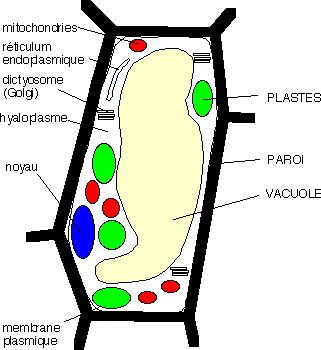 mitochondries
réticulum
endoplasmique
dictyosome
(Golgi)
hyaloplasme
noyau
membrane
plasmique
PLASTES
PAROI
VACUOLE